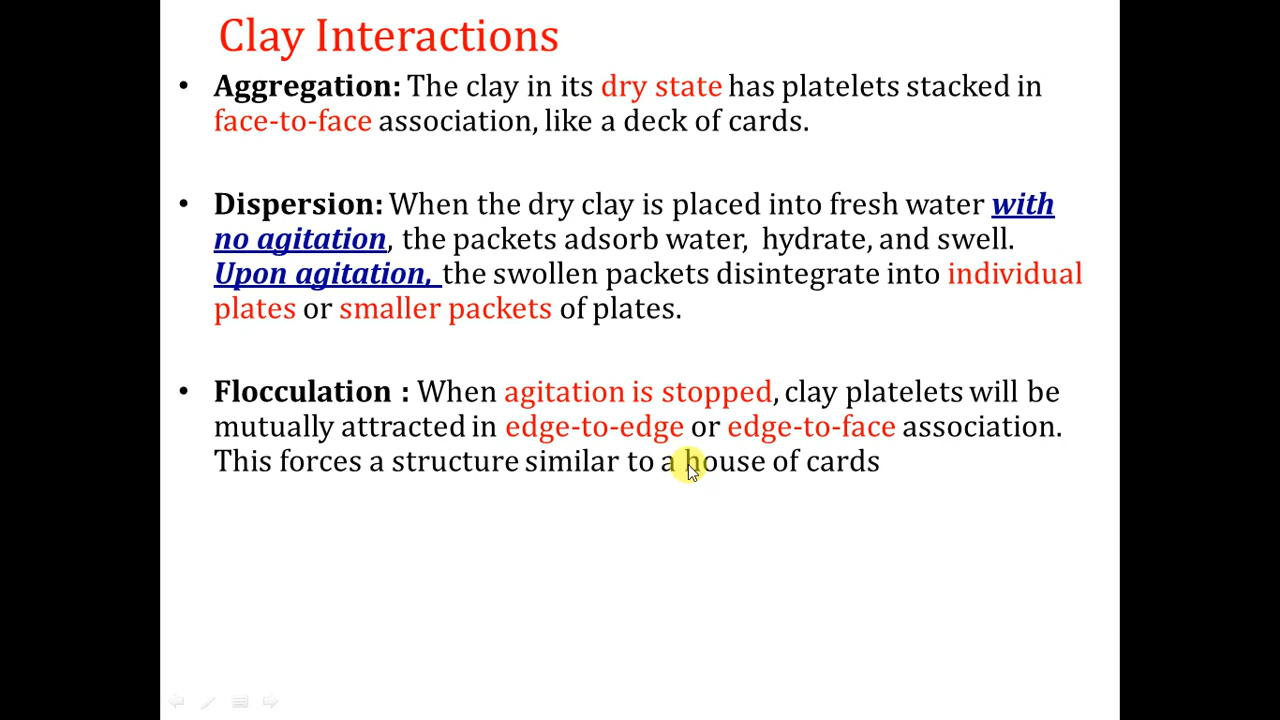 Clay Interactions
• Aggregation: The clay in its dry state has platelets stacked in
face-to-face association, like a deck of cards.
• Dispersion: When the dry clay is placed into fresh water with
no agitation, the packets adsorb water, hydrate, and swell.
Upon agitation, the swollen packets disintegrate into individual
plates or smaller packets of plates.
• Flocculation : When agitation is stopped, clay platelets will be
mutually attracted in edge-to-edge or edge-to-face association.
This forces a structure similar to a house of cards